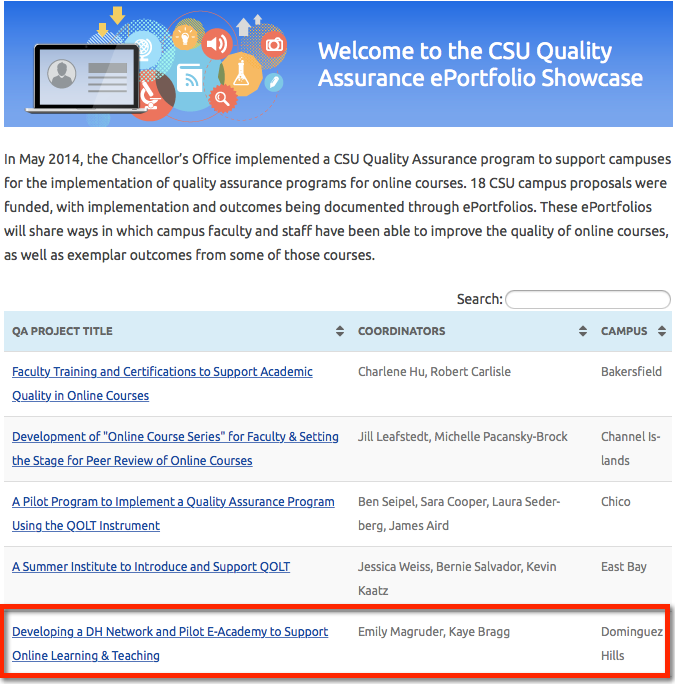 Welcome to the CSU Quality
Assurance ePortfolio Showcase
In May 2014, the Chancellor's Office implemented a CSU Quality Assurance program to support campuses
for the implementation of quality assurance programs for online courses. 18 CSU campus proposals were
funded, with implementation and outcomes being documented through ePortfolios. These ePortfolios
will share ways in which campus faculty and staff have been able to improve the quality of online courses,
as well as exemplar outcomes from some of those courses.
Search:
QA PROJECT TITLE COORDINATORS CAMPUS
Faculty Training and Certifications to Support Academic Charlene Hu, Robert Carlisle Bakersfield
Quality in Online Courses
Development of "Online Course Series" for Faculty & Setting Jill Leafstedt, Michelle Pacansky-Brock Channel Is-
the Stage for Peer Review of Online Courses lands
A Pilot Program to Implement a Quality Assurance Program Ben Seipel, Sara Cooper, Laura Seder- Chico
Using the QOLT Instrument berg, James Aird
A Summer Institute to Introduce and Support QOLT Jessica Weiss, Bernie Salvador, Kevin East Bay
Kaatz
Developing a DH Network and Pilot E-Academy to Support Emily Magruder, Kaye Bragg Dominguez
Online Learning & Teaching Hills